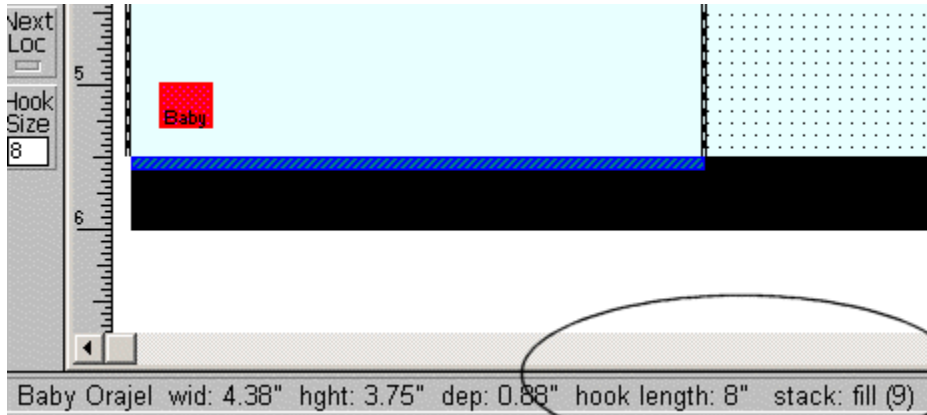 Next
Loc
5
Hook
Size
8
Baby
6
Baby Orajel wid: 4.38" hght: 3.75" dep: 0.88" hook length: 8" stack: fill (9)